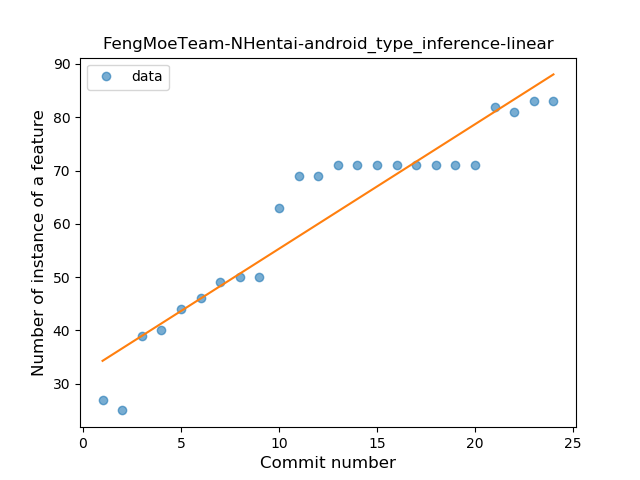 FengMoeTeam-NHentai-android_type_inference-linear
data
Number of instance of a feature
90
80
70
60
50
40
30
0 5 10 15 20 25
Commit number